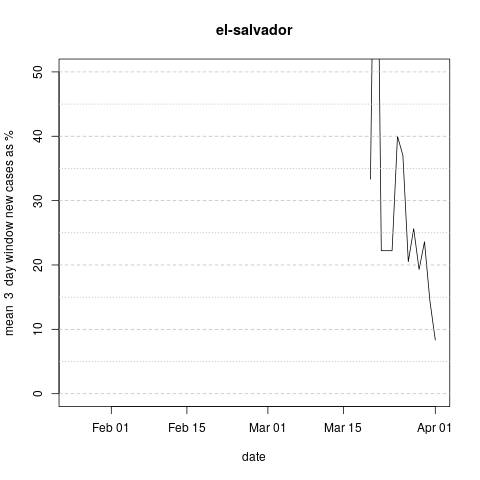 el-salvador
mean  3  day window new cases as %
50
40
30
20
10
0
Feb 01
Feb 15
Mar 01
Mar 15
Apr 01
date